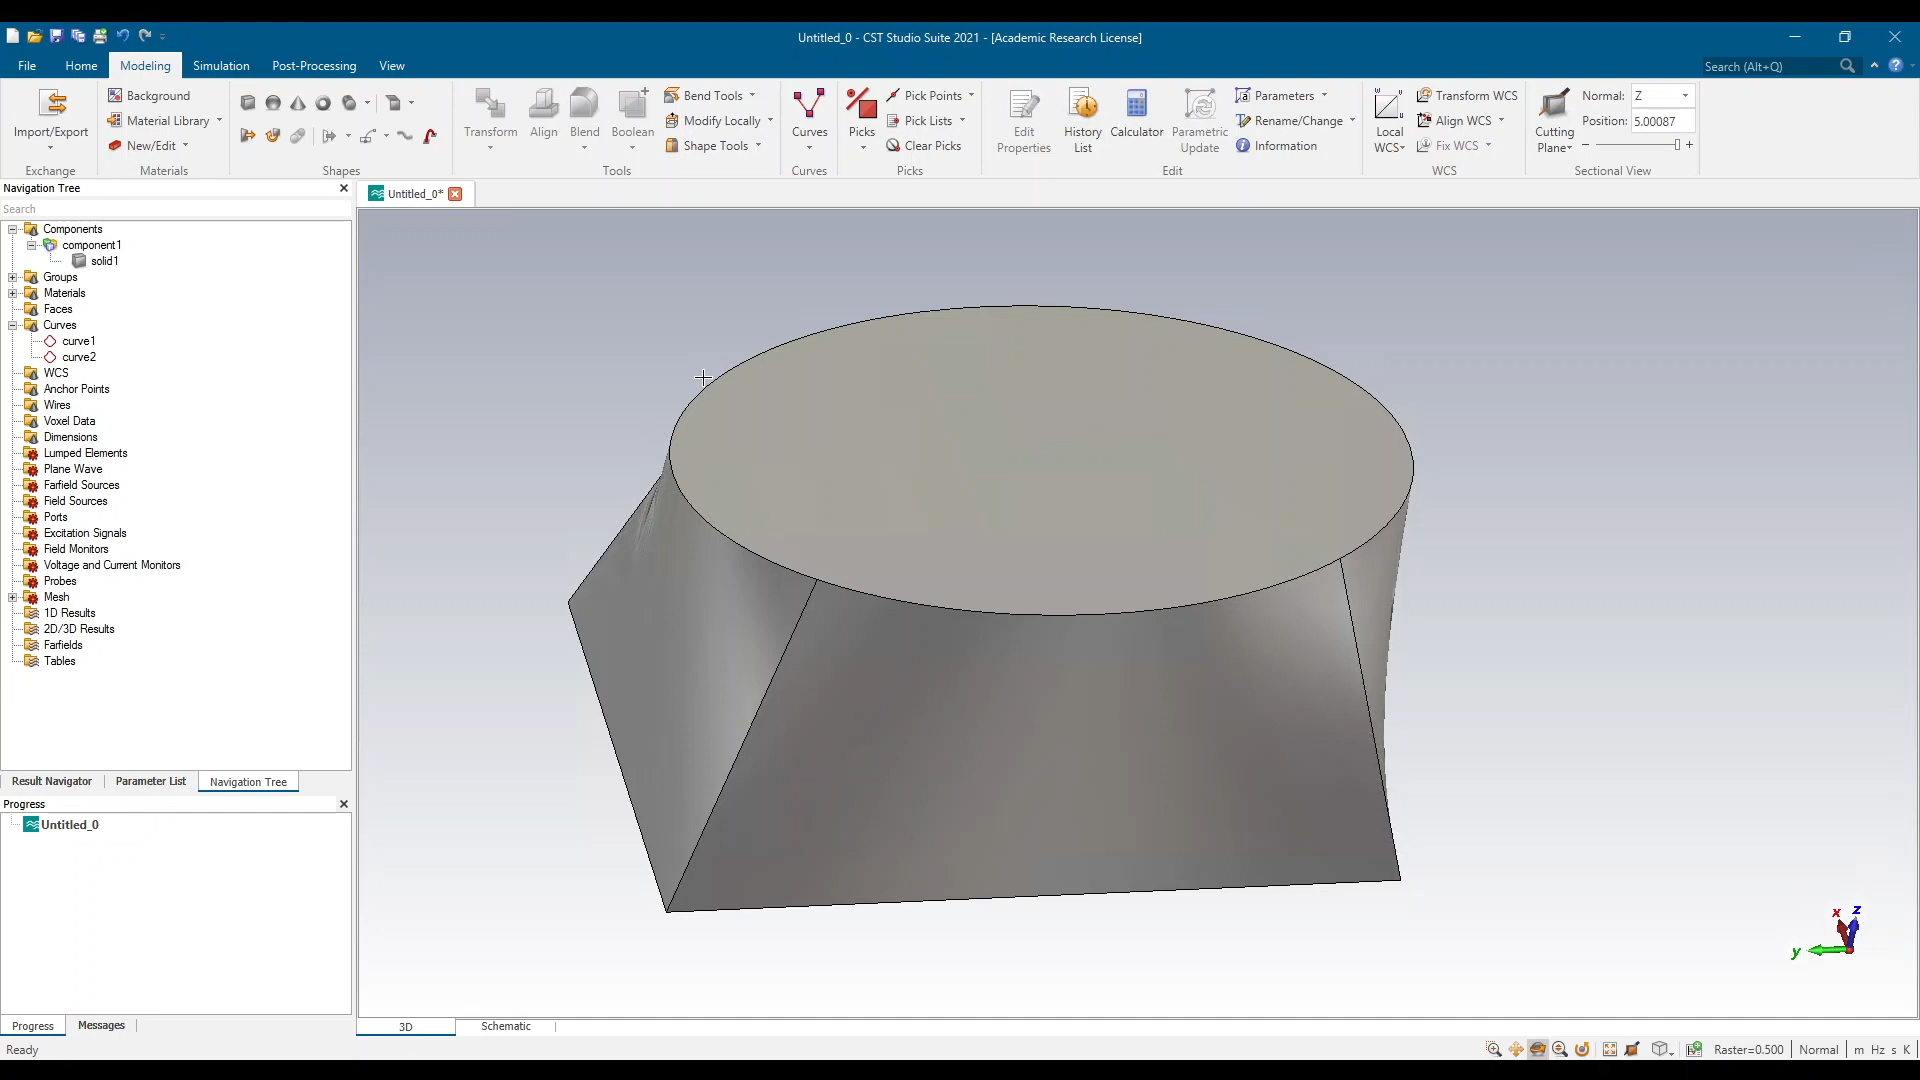 Untitled_0 - CST Studio Suite 2021 - [Academic Research License]
File Home Modeling Simulation Post-Processing View
Search (Alt+Q)
Import/Export
Exchange
Background
Material Library
New/Edit
Materials
Shapes
Transform
Align
Blend
Boolean
Bend Tools
Modify Locally
Shape Tools
Tools
Curves
Curves
Picks
Pick Points
Pick Lists
Clear Picks
Picks
Edit
Properties
History
List
Calculator
Parametric
Update
Parameters
Rename/Change
Information
Edit
Local
WCS
Transform WCS
Align WCS
Fix WCS
WCS
Cutting
Plane
Normal: Z
Position: 5.00087
Sectional View
Navigation Tree
Search
Untitled_0*
Components
component1
solid1
Groups
Materials
Faces
Curves
curve1
curve2
WCS
Anchor Points
Wires
Voxel Data
Dimensions
Lumped Elements
Plane Wave
Farfield Sources
Field Sources
Ports
Excitation Signals
Field Monitors
Voltage and Current Monitors
Probes
Mesh
1D Results
2D/3D Results
Farfields
Tables
Result Navigator Parameter List Navigation Tree
Progress
Untitled_0
x z
y
Progress Messages
3D Schematic
Ready
Raster=0.500 Normal m Hz s K